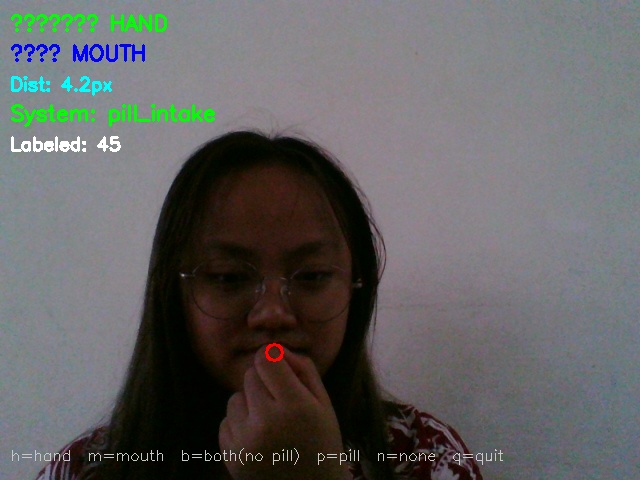 ??????? HAND
???? MOUTH
Dist: 4.2px
System: pill_intake
Labeled: 45
h=hand m=mouth b=both(no pill) p=pill n=none q=quit